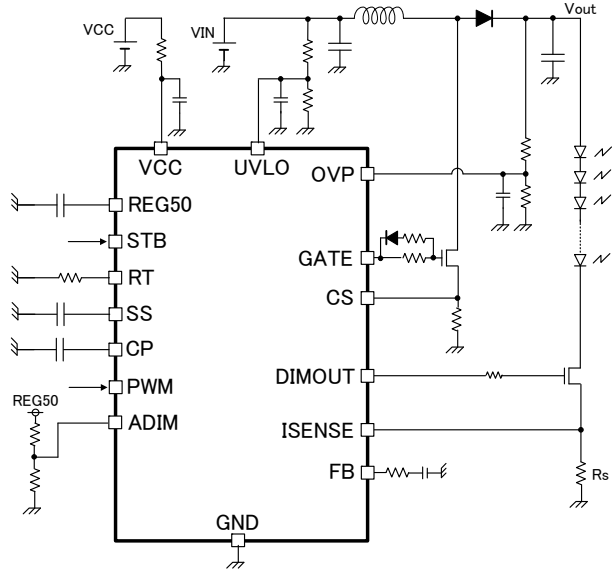 VCC
VIN
Vout
VCC
UVLO
OVP
REG50
STB
GATE
RT
CS
SS
CP
DIMOUT
PWM
REG50
ADIM
ISENSE
FB
Rs
GND